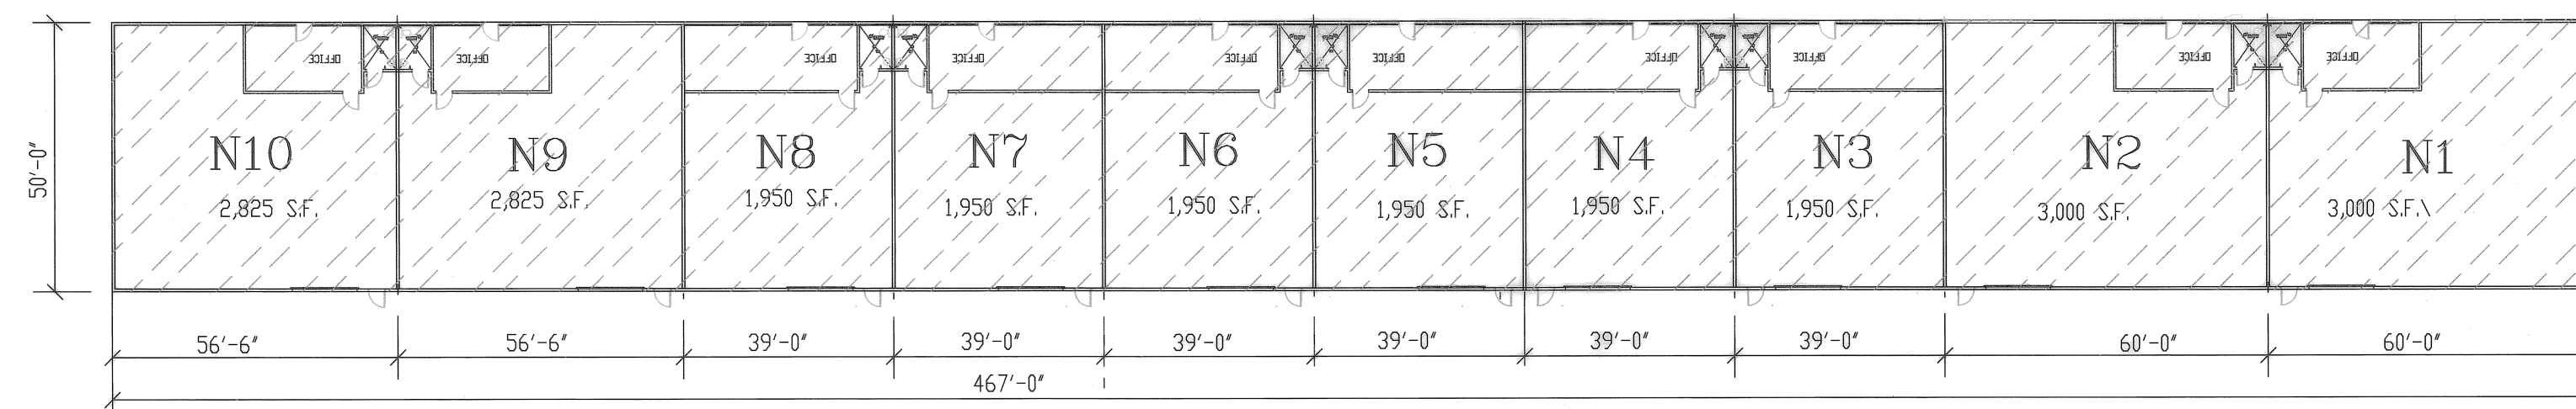 OFFICE OFFICE OFFICE OFFICE OFFICE OFFICE OFFICE OFFICE OFFICE OFFICE
50'-0"
N10 N9 N8 N7 N6 N5 N4 N3 N2 N1
2,825 S.F. 2,825 S.F. 1,950 S.F. 1,950 S.F. 1,950 S.F. 1,950 S.F. 1,950 S.F. 1,950 S.F. 3,000 S.F. 3,000 S.F.\
56'-6" 56'-6" 39'-0" 39'-0" 39'-0" 39'-0" 39'-0" 39'-0" 60'-0" 60'-0"
467'-0"